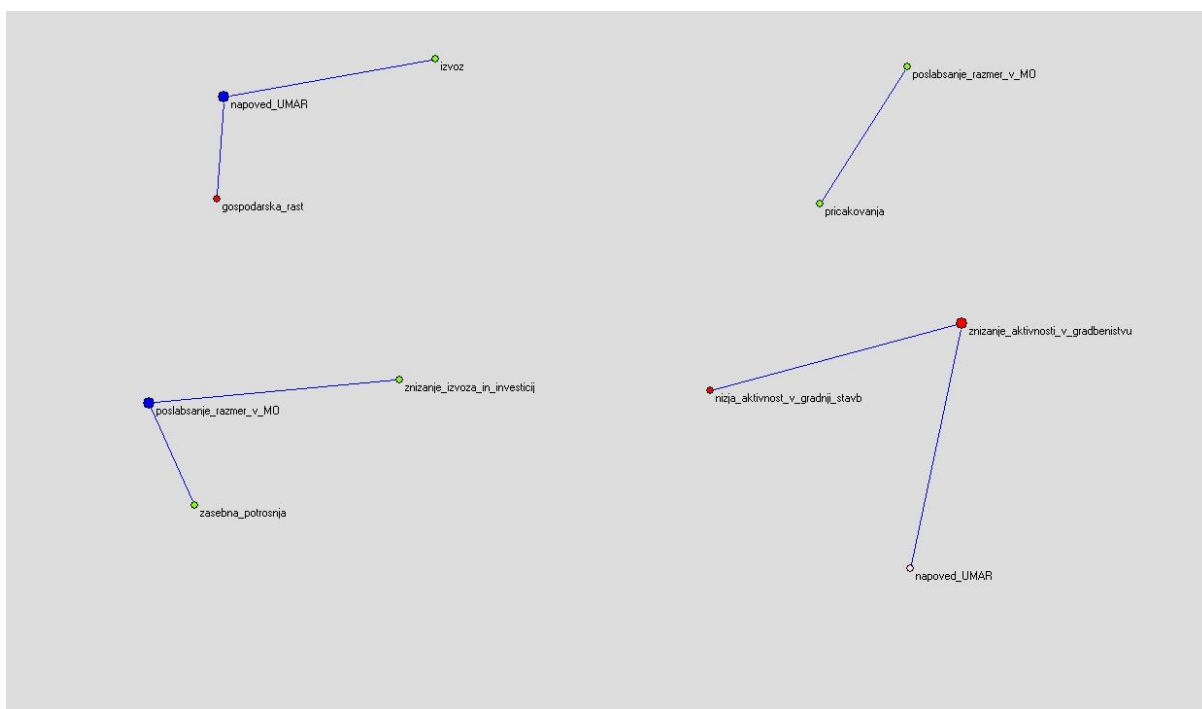 izvoz
napoved_UMAR
gospodarska_rast
poslabsanje_razmer_v_MO
pricakovanja
znizanje_aktivnosti_v_gradbenistvu
nizja_aktivnost_v_gradnji_stavb
napoved_UMAR
znizanje_izvoza_in_investicij
poslabsanje_razmer_v_MO
zasebna_potrosnja